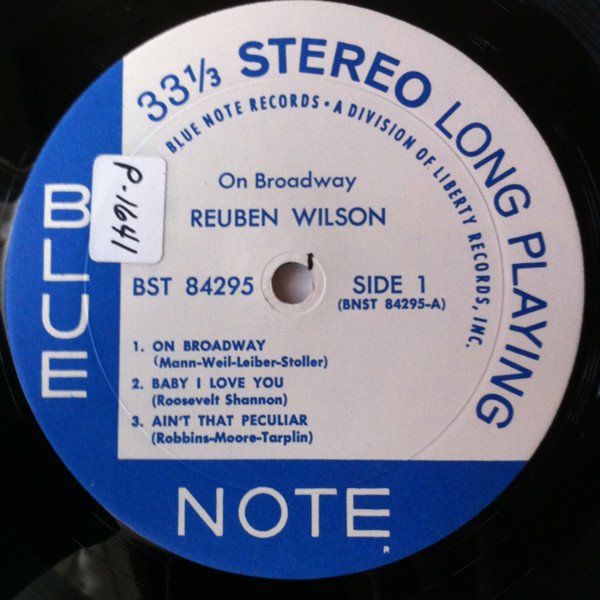 33⅓ STEREO LONG PLAYING
BLUE NOTE RECORDS • A DIVISION OF LIBERTY RECORDS, INC.
P-1641
On Broadway
REUBEN WILSON
BST 84295 SIDE 1
(BNST 84295-A)
1. ON BROADWAY
(Mann-Weil-Leiber-Stoller)
2. BABY I LOVE YOU
(Roosevelt Shannon)
3. AIN'T THAT PECULIAR
(Robbins-Moore-Tarplin)
BLUE
NOTE
R